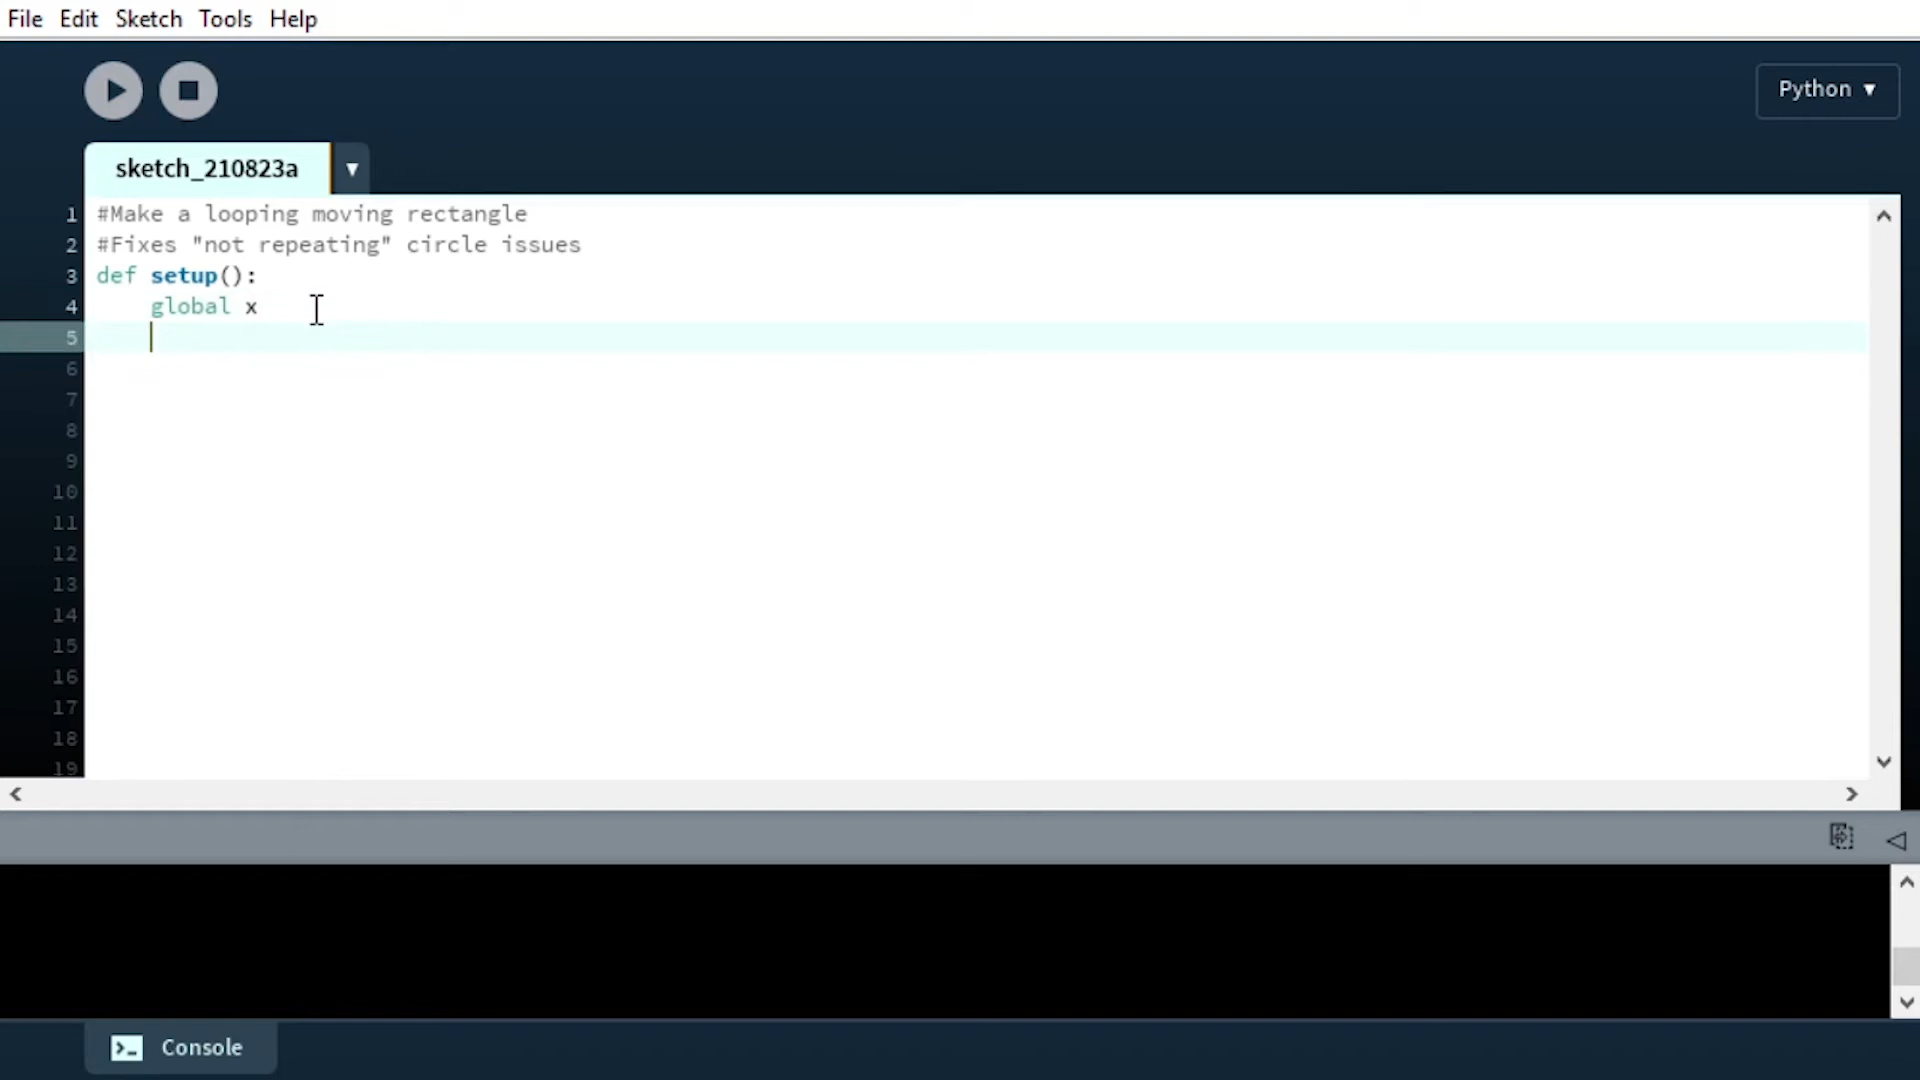 File Edit Sketch Tools Help
Python ▼
sketch_210823a ▼
1 #Make a looping moving rectangle
2 #Fixes "not repeating" circle issues
3 def setup():
4     global x
5
6
7
8
9
10
11
12
13
14
15
16
17
18
19
>_ Console